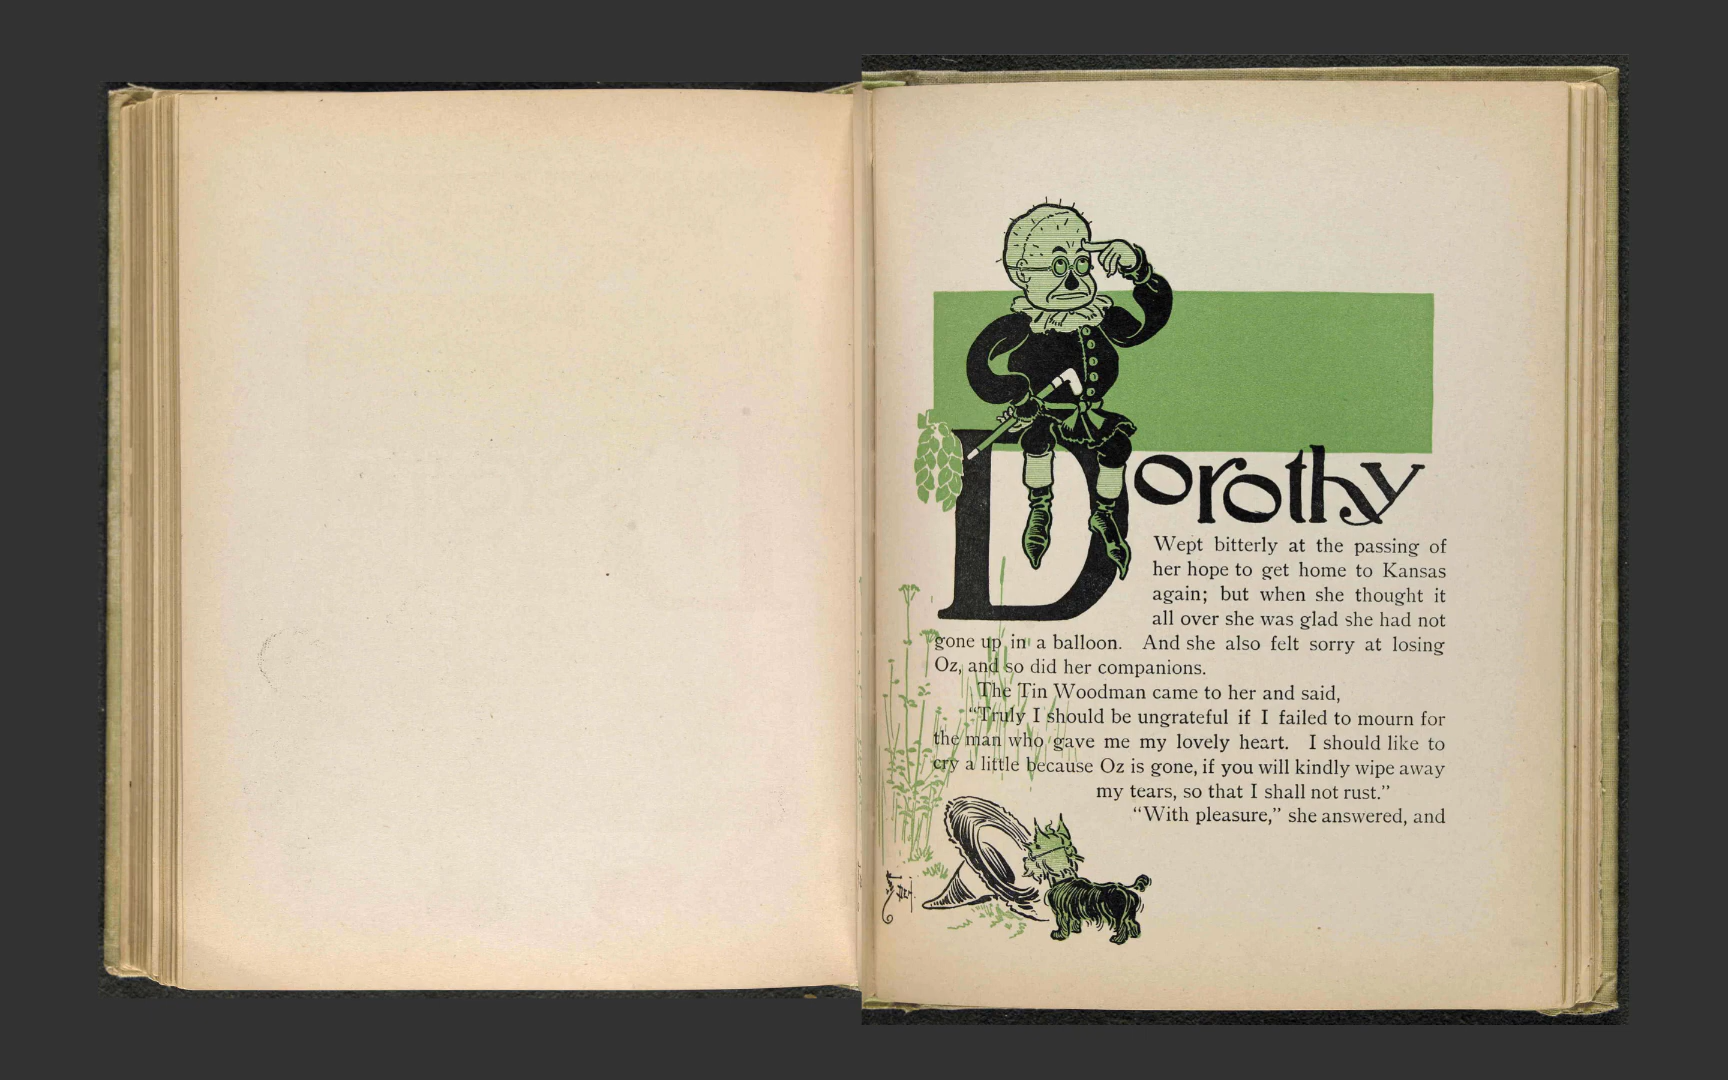 Dorothy
Wept bitterly at the passing of
her hope to get home to Kansas
again; but when she thought it
all over she was glad she had not
gone up in a balloon. And she also felt sorry at losing
Oz, and so did her companions.
The Tin Woodman came to her and said,
“Truly I should be ungrateful if I failed to mourn for
the man who gave me my lovely heart. I should like to
cry a little because Oz is gone, if you will kindly wipe away
my tears, so that I shall not rust.”
“With pleasure,” she answered, and